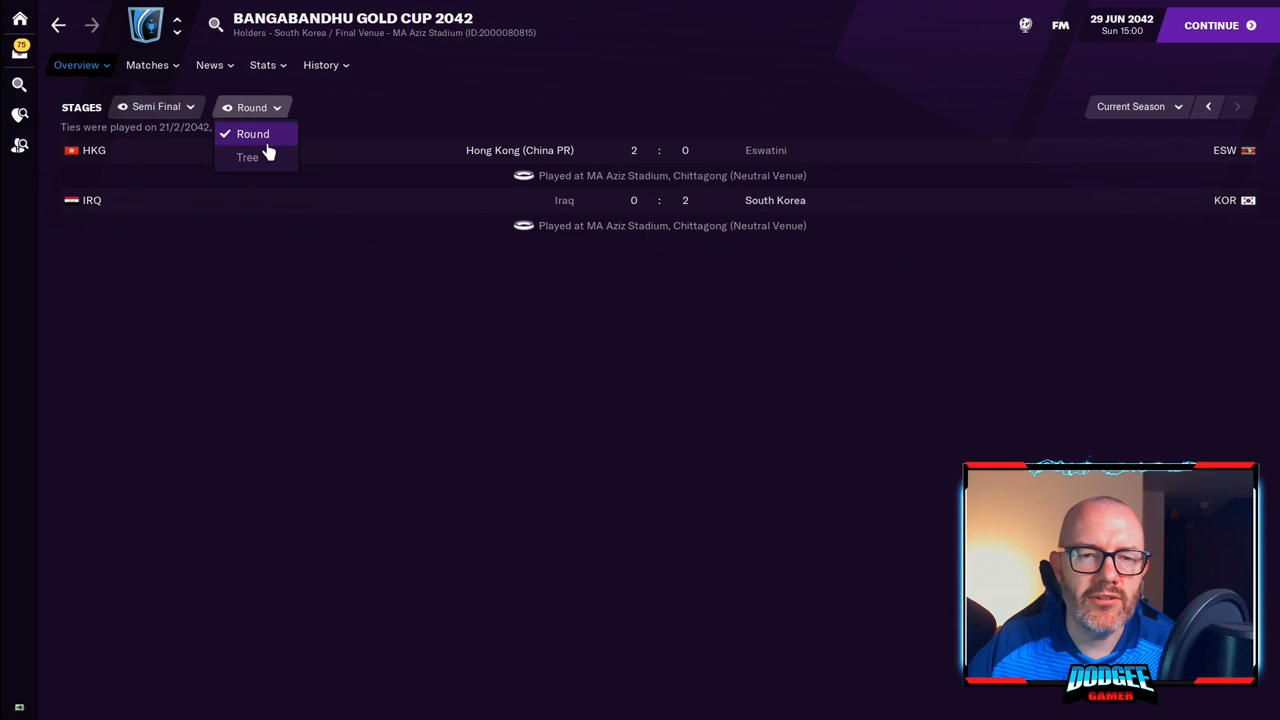 BANGABANDHU GOLD CUP 2042
Holders - South Korea / Final Venue - MA Aziz Stadium (ID:2000080815)
FM
29 JUN 2042
Sun 15:00
CONTINUE
75
Overview
Matches
News
Stats
History
STAGES
Semi Final
Round
Current Season
Ties were played on 21/2/2042,
Round
Tree
HKG Hong Kong (China PR) 2 : 0 Eswatini ESW
Played at MA Aziz Stadium, Chittagong (Neutral Venue)
IRQ Iraq 0 : 2 South Korea KOR
Played at MA Aziz Stadium, Chittagong (Neutral Venue)
DODGEE
GAMER